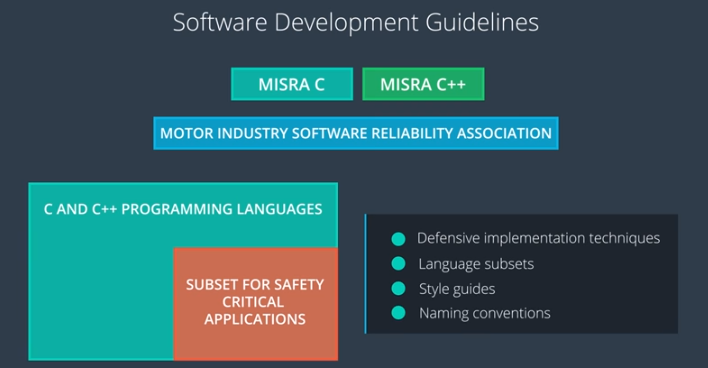 Software Development Guidelines
MISRA C
MISRA C++
MOTOR INDUSTRY SOFTWARE RELIABILITY ASSOCIATION
C AND C++ PROGRAMMING LANGUAGES
SUBSET FOR SAFETY
CRITICAL
APPLICATIONS
Defensive implementation techniques
Language subsets
Style guides
Naming conventions